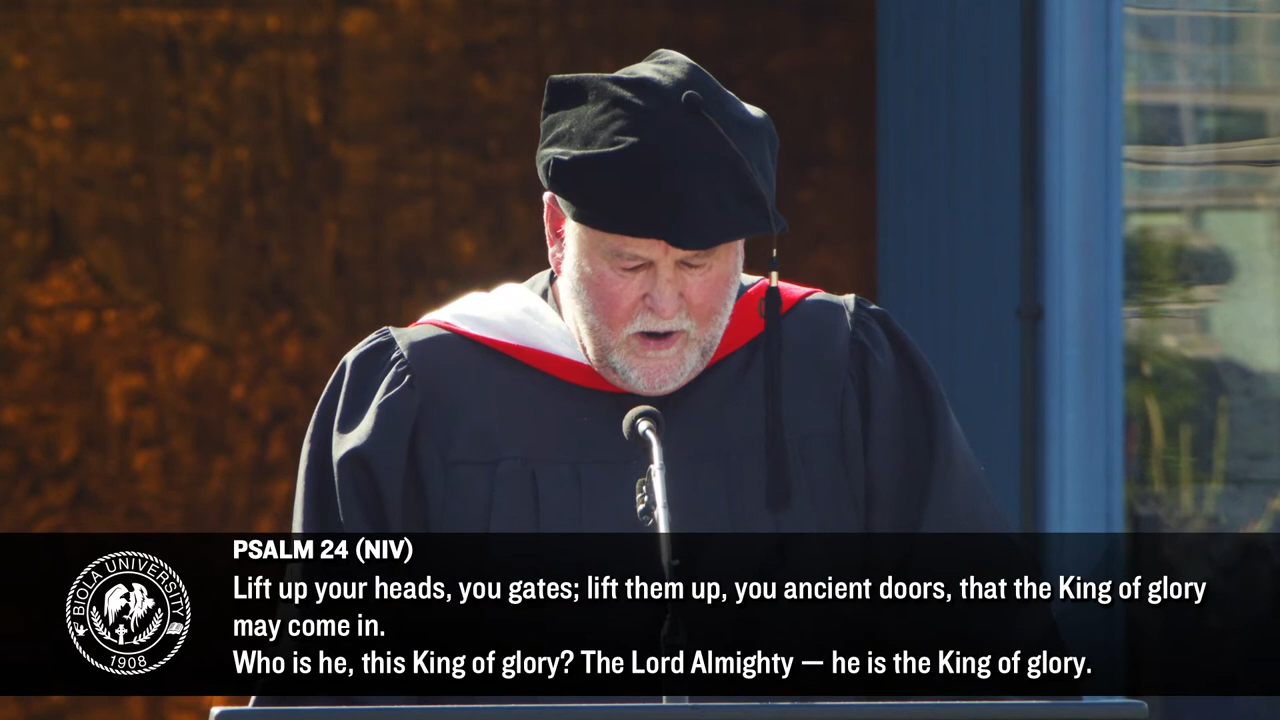 BIOLA UNIVERSITY
1908
PSALM 24 (NIV)
Lift up your heads, you gates; lift them up, you ancient doors, that the King of glory
may come in.
Who is he, this King of glory? The Lord Almighty — he is the King of glory.